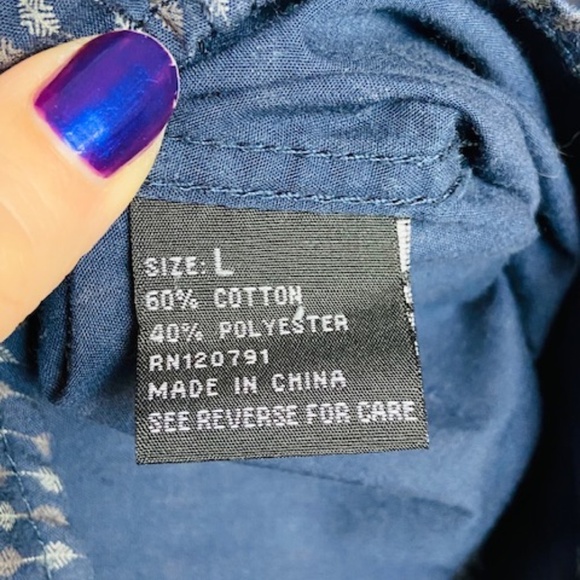 SIZE: L
60% COTTON
40% POLYESTER
RN120791
MADE IN CHINA
SEE REVERSE FOR CARE